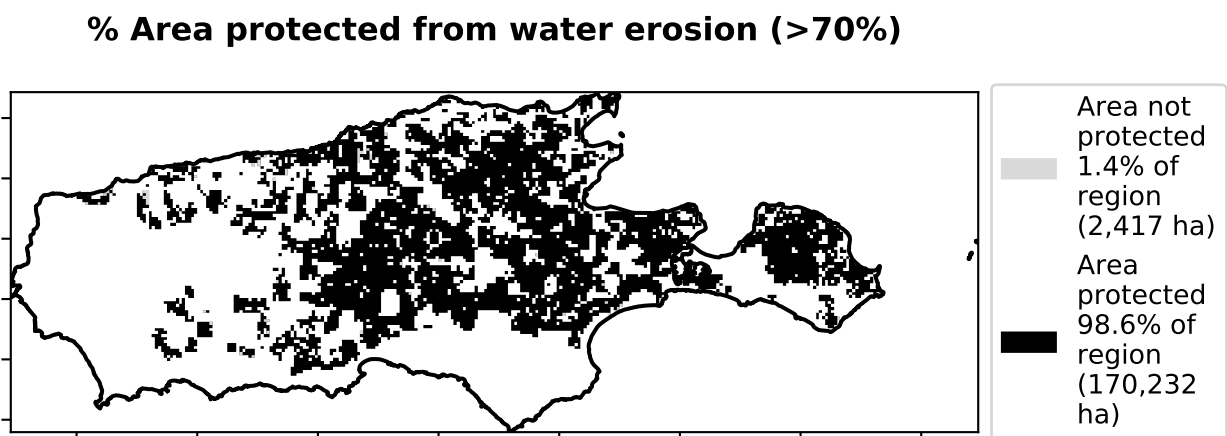 % Area protected from water erosion (>70%)
Area not
protected
1.4% of
region
(2,417 ha)
Area
protected
98.6% of
region
(170,232
ha)